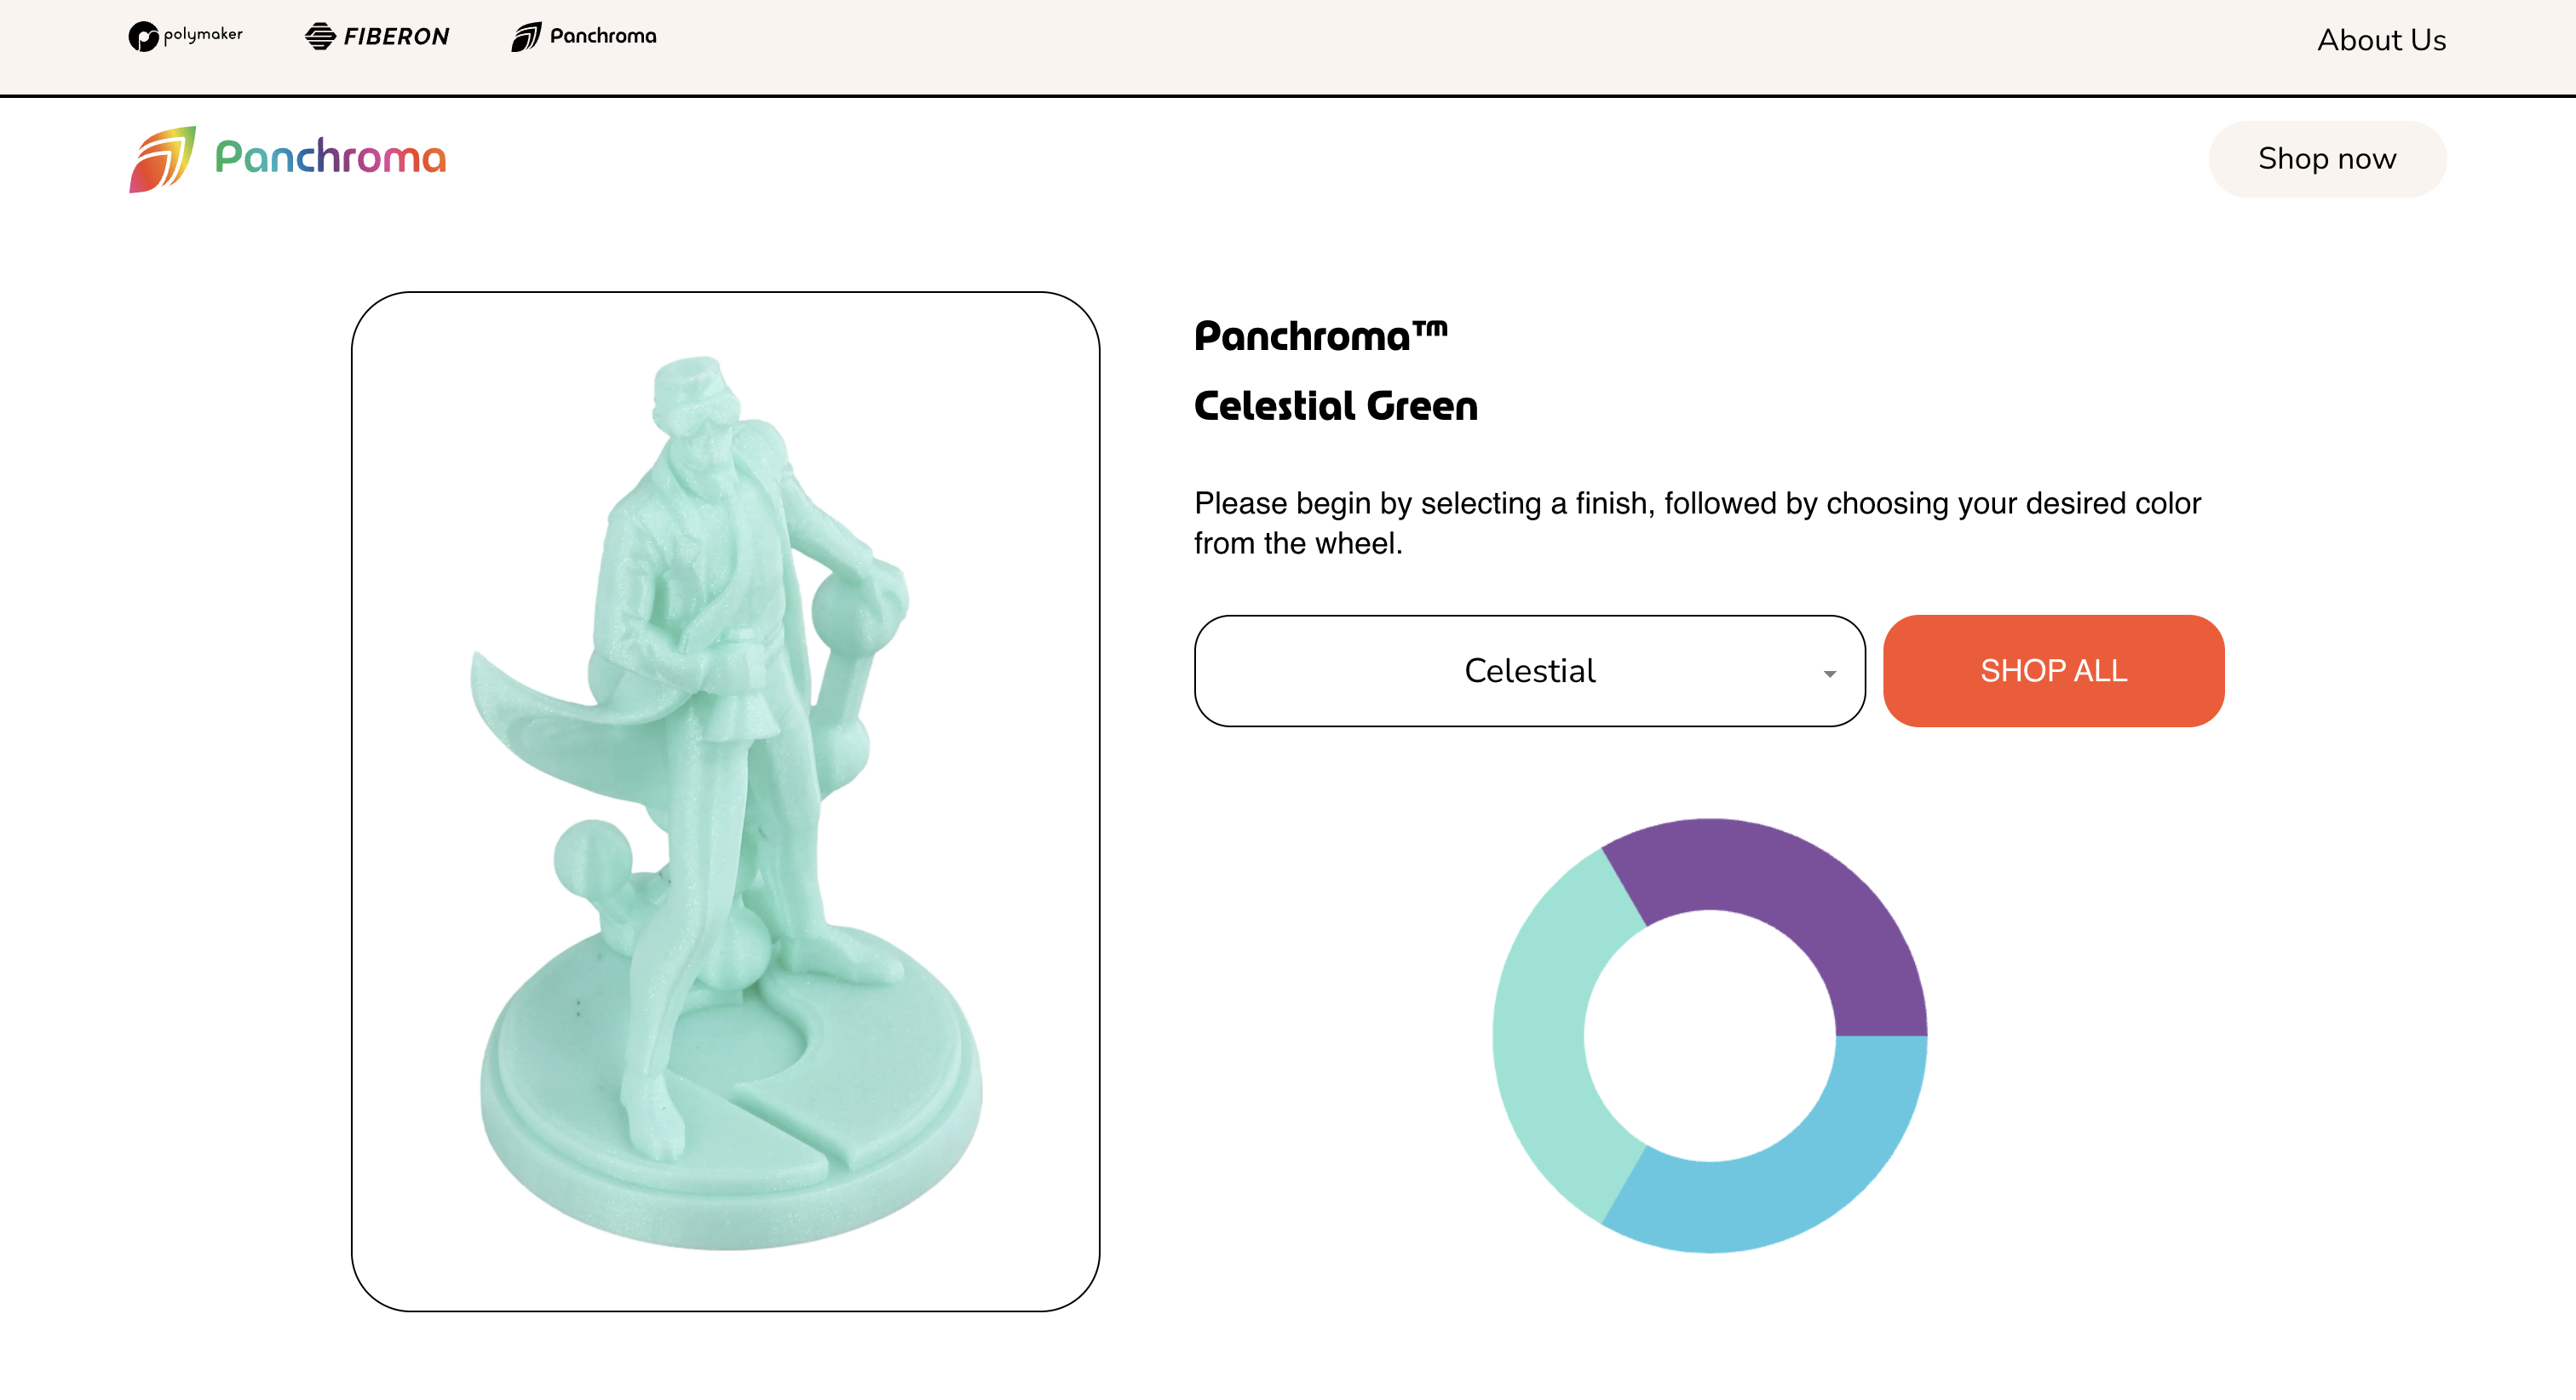 polymaker
FIBERON
Panchroma
About Us
Panchroma
Shop now
Panchroma™
Celestial Green
Please begin by selecting a finish, followed by choosing your desired color
from the wheel.
Celestial
SHOP ALL